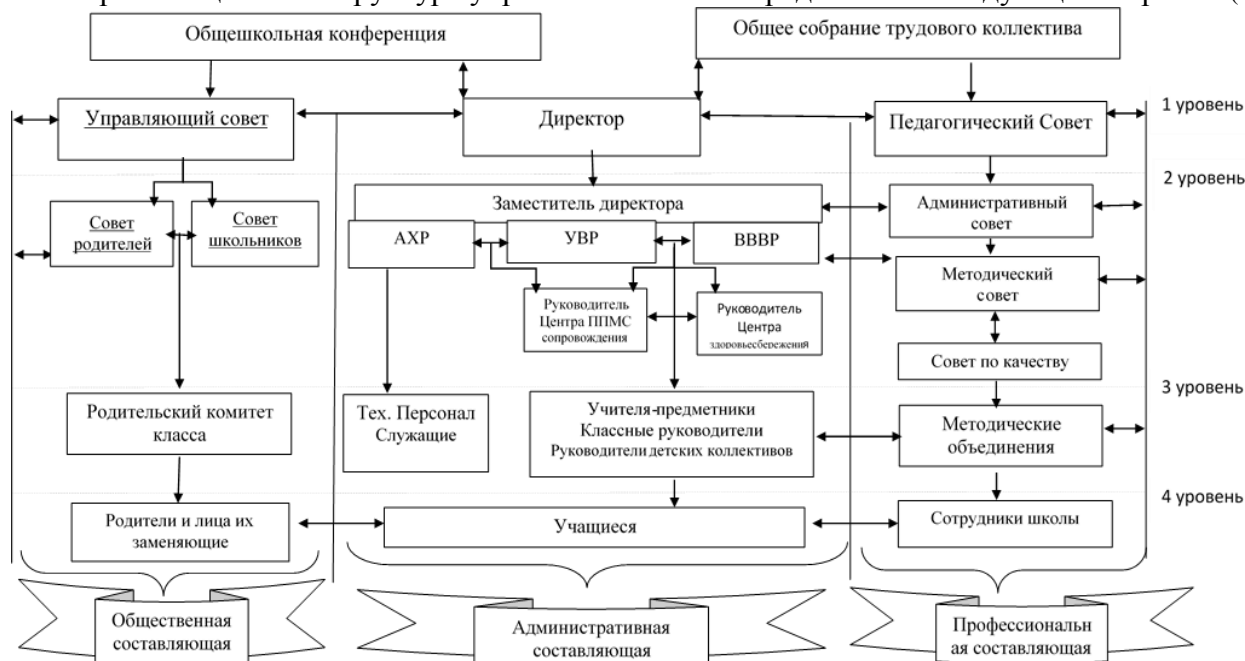 Общешкольная конференция
Общее собрание трудового коллектива
Управляющий совет
Директор
Педагогический Совет
1 уровень
2 уровень
Совет
родителей
Совет
школьников
Заместитель директора
АХР
УВР
ВВВР
Административный
совет
Методический
совет
Руководитель
Центра ППМС
сопровождения
Руководитель
Центра
здоровьесбережения
Совет по качеству
3 уровень
Родительский комитет
класса
Тех. Персонал
Служащие
Учителя-предметники
Классные руководители
Руководители детских коллективов
Методические
объединения
4 уровень
Родители и лица их
заменяющие
Учащиеся
Сотрудники школы
Общественная
составляющая
Административная
составляющая
Профессиональн
ая составляющая